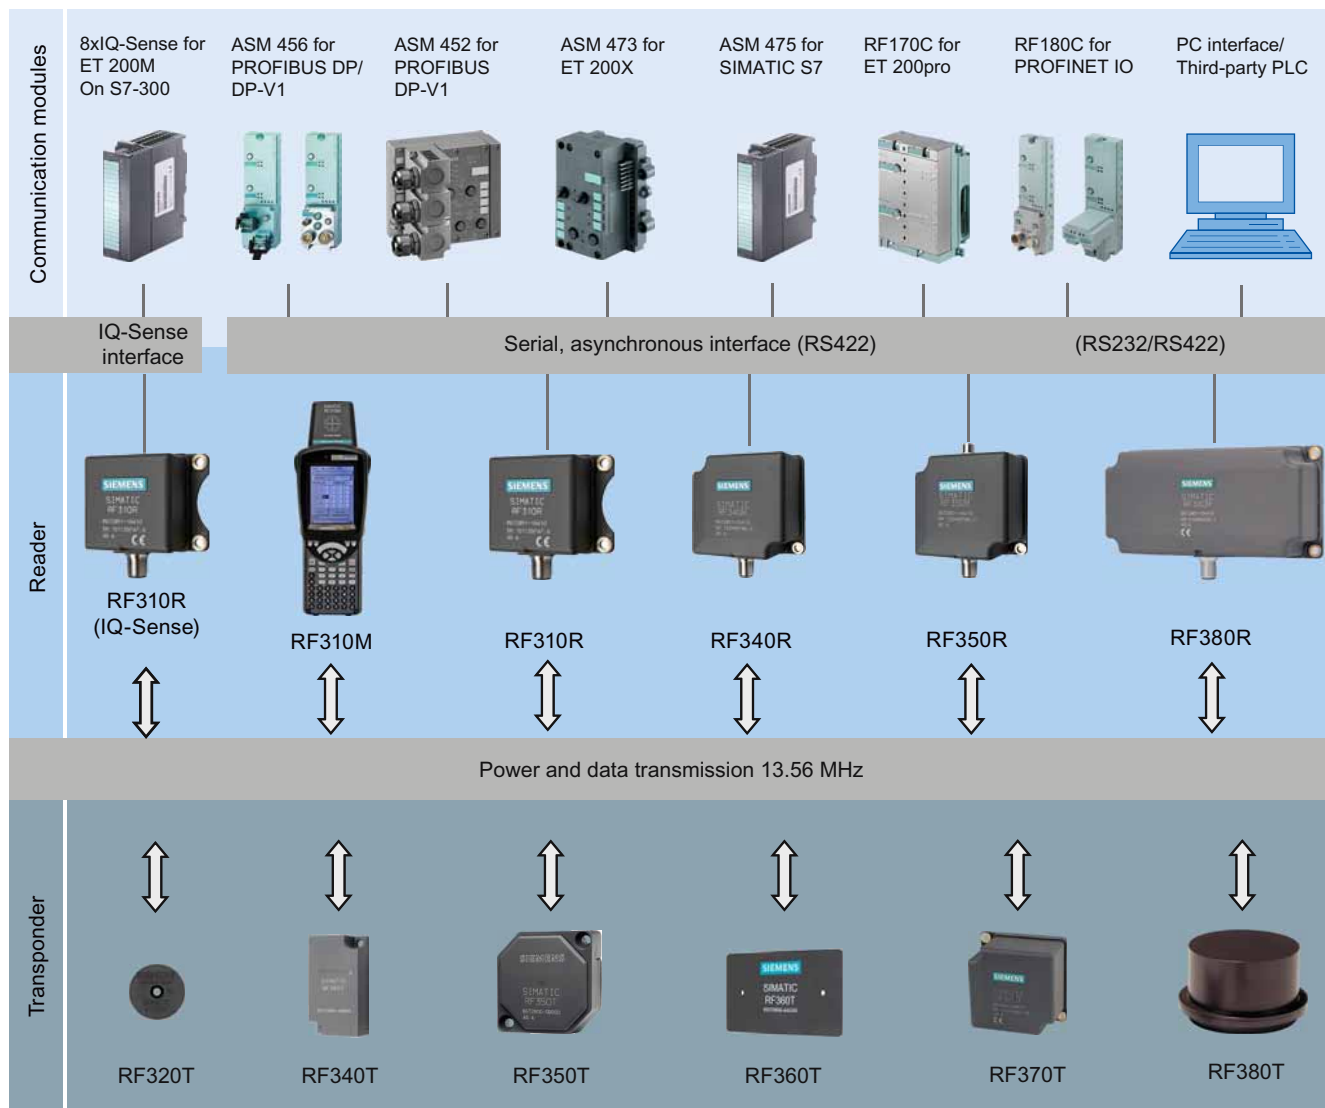 Communication modules
8xIQ-Sense for
ET 200M
On S7-300
ASM 456 for
PROFIBUS DP/
DP-V1
ASM 452 for
PROFIBUS
DP-V1
ASM 473 for
ET 200X
ASM 475 for
SIMATIC S7
RF170C for
ET 200pro
RF180C for
PROFINET IO
PC interface/
Third-party PLC
IQ-Sense
interface
Serial, asynchronous interface (RS422)
(RS232/RS422)
Reader
SIEMENS
SIMATIC
RF310R
RF310R
(IQ-Sense)
RF310M
SIEMENS
SIMATIC
RF310R
RF310R
SIEMENS
SIMATIC
RF340R
SIEMENS
SIMATIC
RF350R
SIEMENS
SIMATIC
RF380R
Power and data transmission 13.56 MHz
Transponder
RF320T
RF340T
SIEMENS
SIMATIC
RF350T
RF350T
SIEMENS
SIMATIC
RF360T
RF360T
SIEMENS
RF370T
RF380T